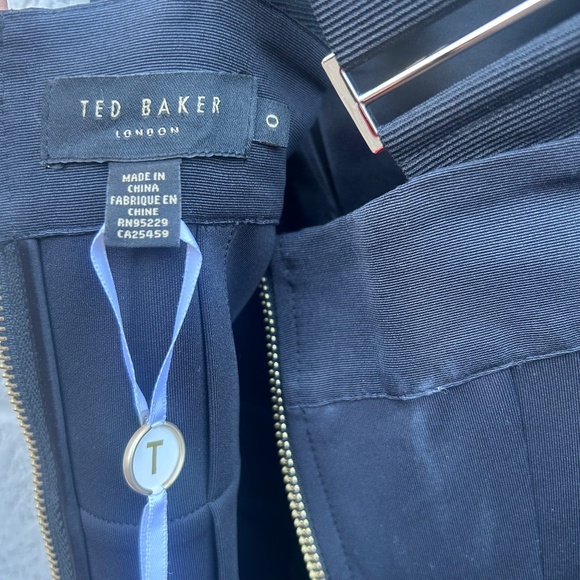 TED BAKER
LONDON
0
MADE IN
CHINA
FABRIQUE EN
CHINE
RN95229
CA25459
T